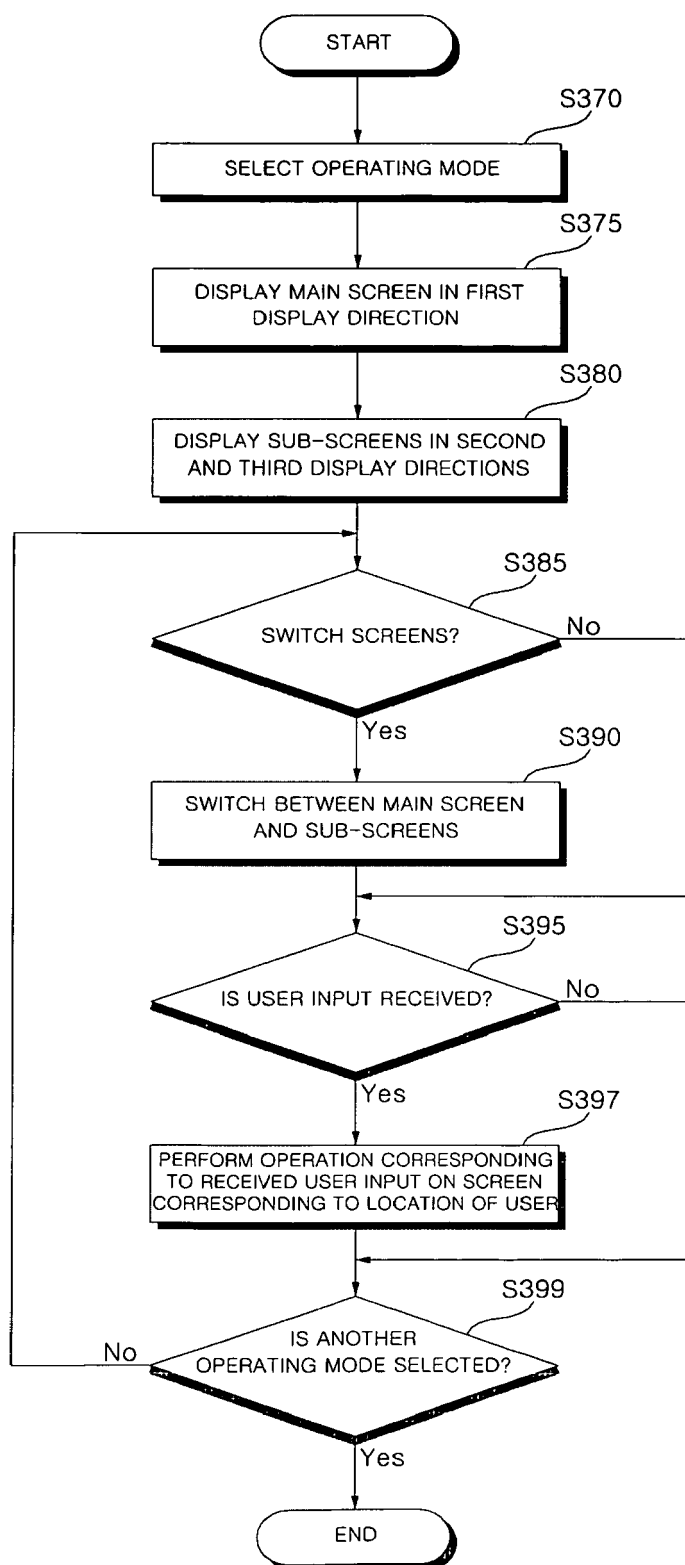 START
S370
SELECT OPERATING MODE
S375
DISPLAY MAIN SCREEN IN FIRST
DISPLAY DIRECTION
S380
DISPLAY SUB-SCREENS IN SECOND
AND THIRD DISPLAY DIRECTIONS
S385
SWITCH SCREENS?
No
Yes
S390
SWITCH BETWEEN MAIN SCREEN
AND SUB-SCREENS
S395
IS USER INPUT RECEIVED?
No
Yes
S397
PERFORM OPERATION CORRESPONDING
TO RECEIVED USER INPUT ON SCREEN
CORRESPONDING TO LOCATION OF USER
S399
IS ANOTHER
OPERATING MODE SELECTED?
No
Yes
END